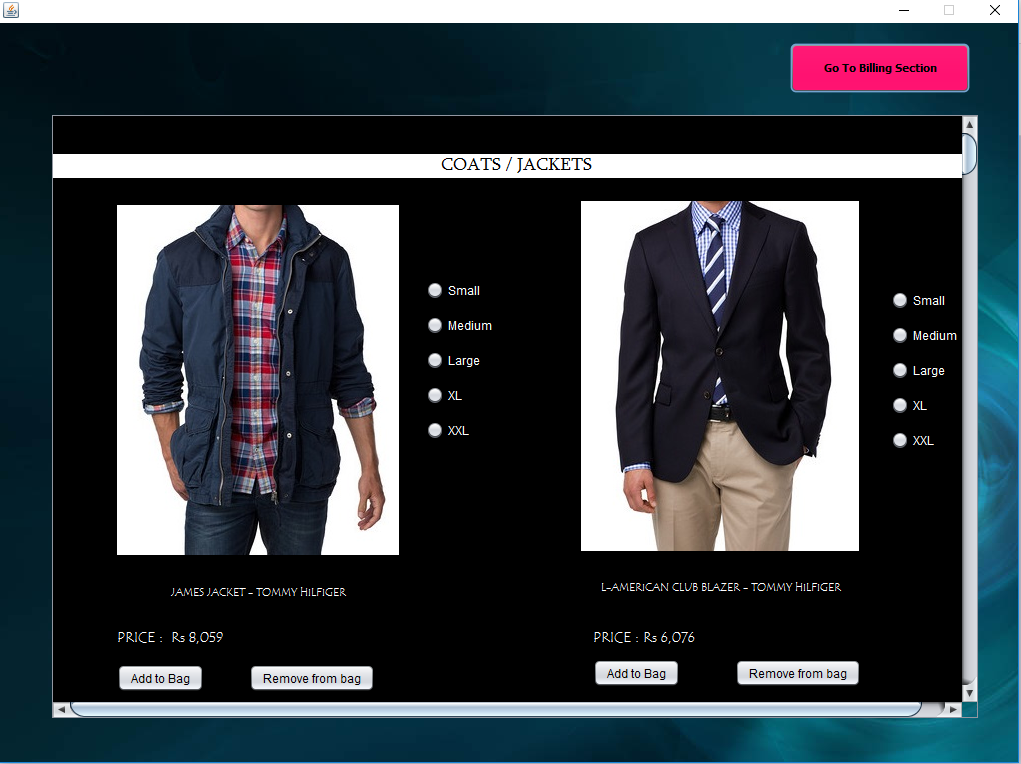 Go To Billing Section
COATS / JACKETS
Small
Medium
Large
XL
XXL
JAMES JACKET - TOMMY HILFIGER
PRICE : Rs 8,059
Add to Bag
Remove from bag
Small
Medium
Large
XL
XXL
L-AMERICAN CLUB BLAZER - TOMMY HILFIGER
PRICE : Rs 6,076
Add to Bag
Remove from bag